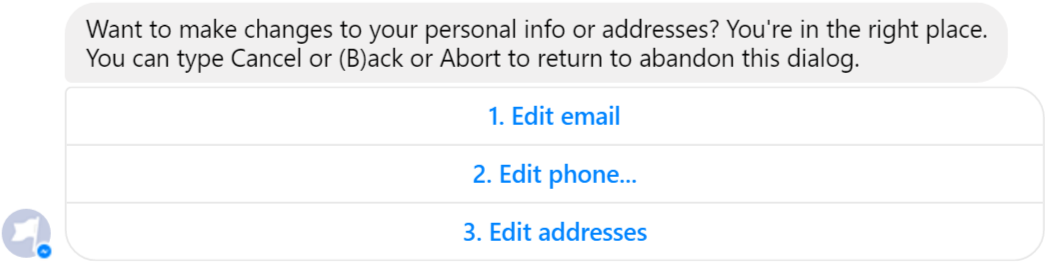 Want to make changes to your personal info or addresses? You're in the right place.
You can type Cancel or (B)ack or Abort to return to abandon this dialog.
1. Edit email
2. Edit phone...
3. Edit addresses